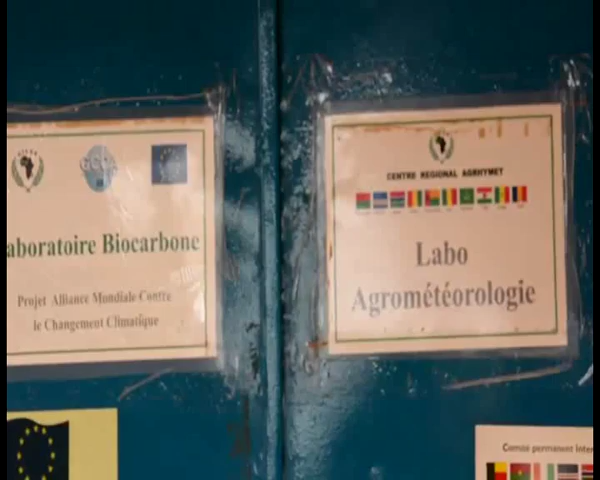 aboratoire Biocarbone
Projet Alliance Mondiale Contre
le Changement Climatique
CENTRE REGIONAL AGRHYMET
Labo
Agrométéorologie
Comité permanent Inter